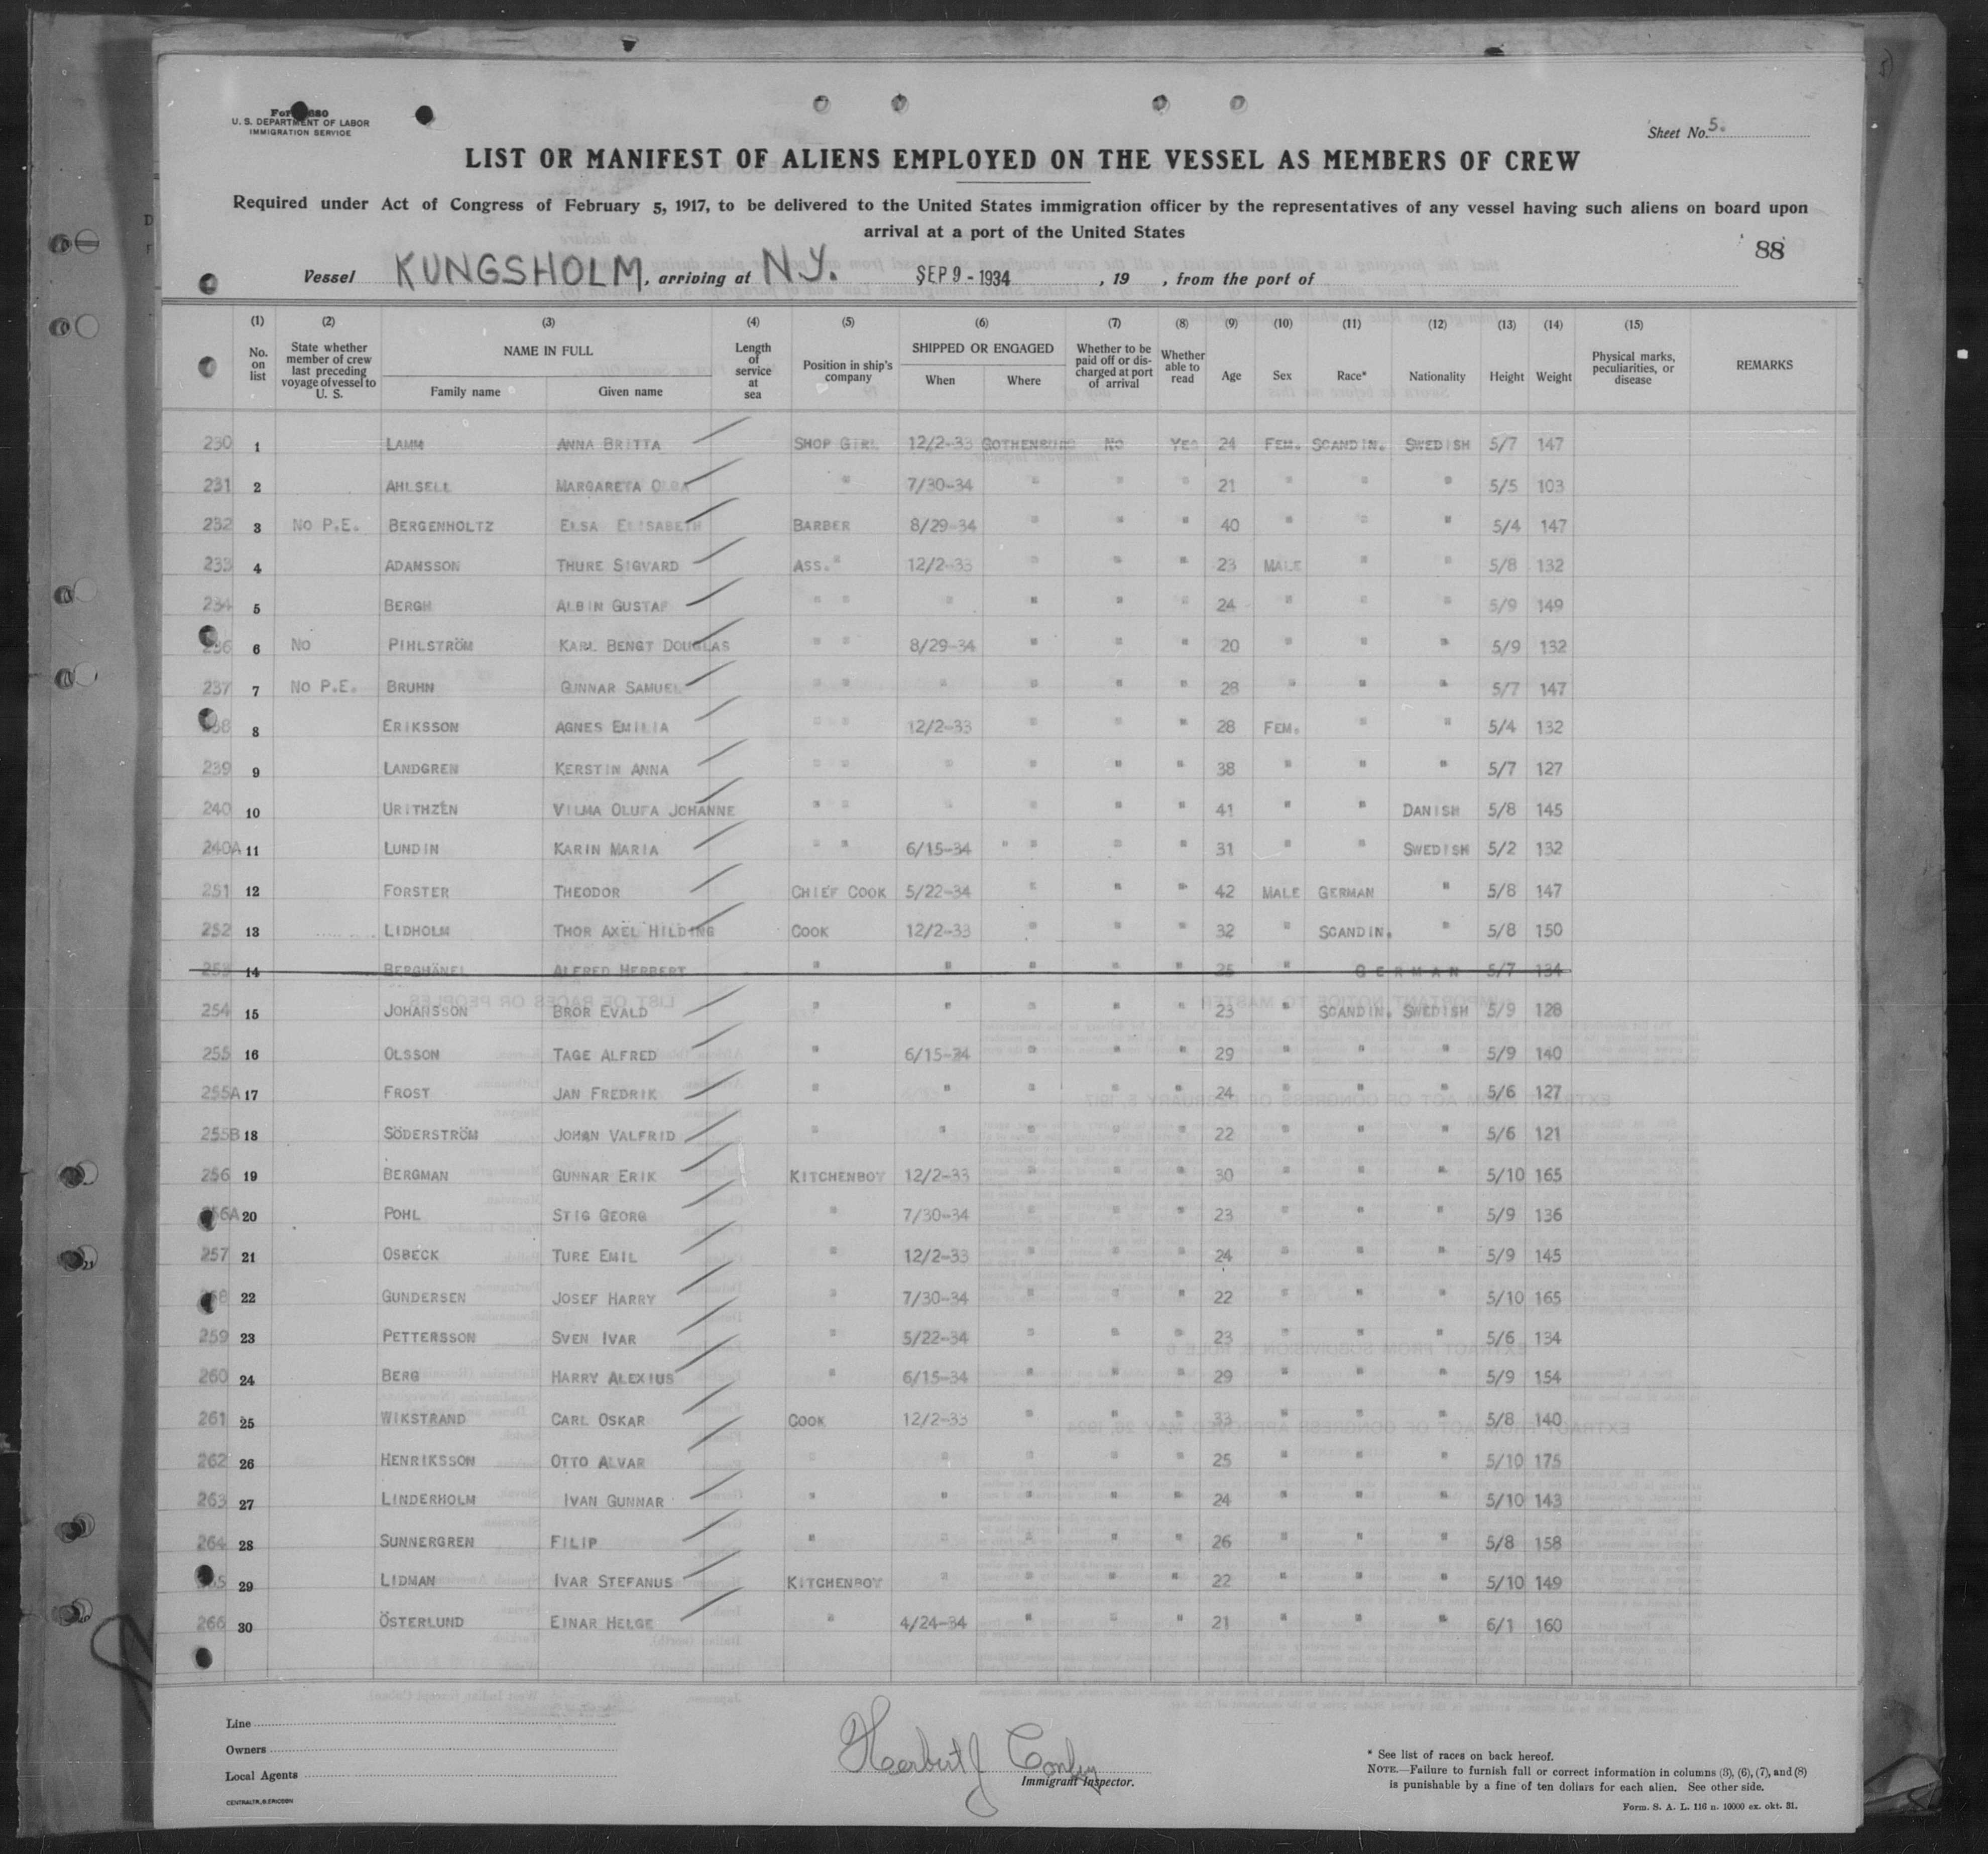 Form 680
U. S. DEPARTMENT OF LABOR
IMMIGRATION SERVICE
Sheet No. 5.
LIST OR MANIFEST OF ALIENS EMPLOYED ON THE VESSEL AS MEMBERS OF CREW
Required under Act of Congress of February 5, 1917, to be delivered to the United States immigration officer by the representatives of any vessel having such aliens on board upon
arrival at a port of the United States
88
Vessel KUNGSHOLM, arriving at N.Y. SEP 9 - 1934, 19 , from the port of
(1) (2) (3) (4) (5) (6) (7) (8) (9) (10) (11) (12) (13) (14) (15)
No. on list State whether member of crew last preceding voyage of vessel to U. S. NAME IN FULL Family name Given name Length of service at sea Position in ship's company SHIPPED OR ENGAGED When Where Whether to be paid off or discharged at port of arrival Whether able to read Age Sex Race* Nationality Height Weight Physical marks, peculiarities, or disease REMARKS
230 1 LAMM ANNA BRITTA SHOP GIRL 12/2-33 GOTHENBURG NO YES 24 FEM. SCANDIN. SWEDISH 5/7 147
231 2 AHLSELL MARGARETA OLGA " 7/30-34 " " " 21 " " " 5/5 103
232 3 NO P.E. BERGENHOLTZ ELSA ELISABETH BARBER 8/29-34 " " " 40 " " " 5/4 147
233 4 ADAMSSON THURE SIGVARD ASS." 12/2-33 " " " 23 MALE " " 5/8 132
234 5 BERGH ALBIN GUSTAF " " " " " " 24 " " " 5/9 149
236 6 NO PIHLSTRÖM KARL BENGT DOUGLAS " " 8/29-34 " " " 20 " " " 5/9 132
237 7 NO P.E. BRUHN GUNNAR SAMUEL " " " " " " 28 " " " 5/7 147
238 8 ERIKSSON AGNES EMILIA " " 12/2-33 " " " 28 FEM. " " 5/4 132
239 9 LANDGREN KERSTIN ANNA " " " " " " 38 " " " 5/7 127
240 10 URITHZÉN VILMA OLUFA JOHANNE " " " " " " 41 " " DANISH 5/8 145
240A 11 LUNDIN KARIN MARIA " " 6/15-34 " " " " 31 " " SWEDISH 5/2 132
251 12 FORSTER THEODOR CHIEF COOK 5/22-34 " " " 42 MALE GERMAN " 5/8 147
252 13 LIDHOLM THOR AXEL HILDING COOK 12/2-33 " " " 32 " SCANDIN. " 5/8 150
253 14 BERGHÄNEL ALFRED HERBERT " " " " " 25 " GERMAN 5/7 134
254 15 JOHANSSON BROR EVALD " " " " " 23 " SCANDIN. SWEDISH 5/9 128
255 16 OLSSON TAGE ALFRED " 6/15-34 " " " 29 " " " 5/9 140
255A 17 FROST JAN FREDRIK " " " " " 24 " " " 5/6 127
255B 18 SÖDERSTRÖM JOHAN VALFRID " " " " " 22 " " " 5/6 121
256 19 BERGMAN GUNNAR ERIK KITCHENBOY 12/2-33 " " " 30 " " " 5/10 165
256A 20 POHL STIG GEORG " 7/30-34 " " " 23 " " " 5/9 136
257 21 OSBECK TURE EMIL " 12/2-33 " " " 24 " " " 5/9 145
258 22 GUNDERSEN JOSEF HARRY " 7/30-34 " " " 22 " " " 5/10 165
259 23 PETTERSSON SVEN IVAR " 5/22-34 " " " 23 " " " 5/6 134
260 24 BERG HARRY ALEXIUS " 6/15-34 " " " 29 " " " 5/9 154
261 25 WIKSTRAND CARL OSKAR COOK 12/2-33 " " " 33 " " " 5/8 140
262 26 HENRIKSSON OTTO ALVAR " " " " " 25 " " " 5/10 175
263 27 LINDERHOLM IVAN GUNNAR " " " " " 24 " " " 5/10 143
264 28 SUNNERGREN FILIP " " " " " 26 " " " 5/8 158
265 29 LIDMAN IVAR STEFANUS KITCHENBOY " " " " 22 " " " 5/10 149
266 30 ÖSTERLUND EINAR HELGE " 4/24-34 " " " 21 " " " 6/1 160
Line
Owners
Local Agents
CENTRALTR. G. ERICSON
Herbert J Conley
Immigrant Inspector.
* See list of races on back hereof.
NOTE.—Failure to furnish full or correct information in columns (3), (6), (7), and (8)
is punishable by a fine of ten dollars for each alien. See other side.
Form. S. A. L. 116 n. 10000 ex. okt. 31.